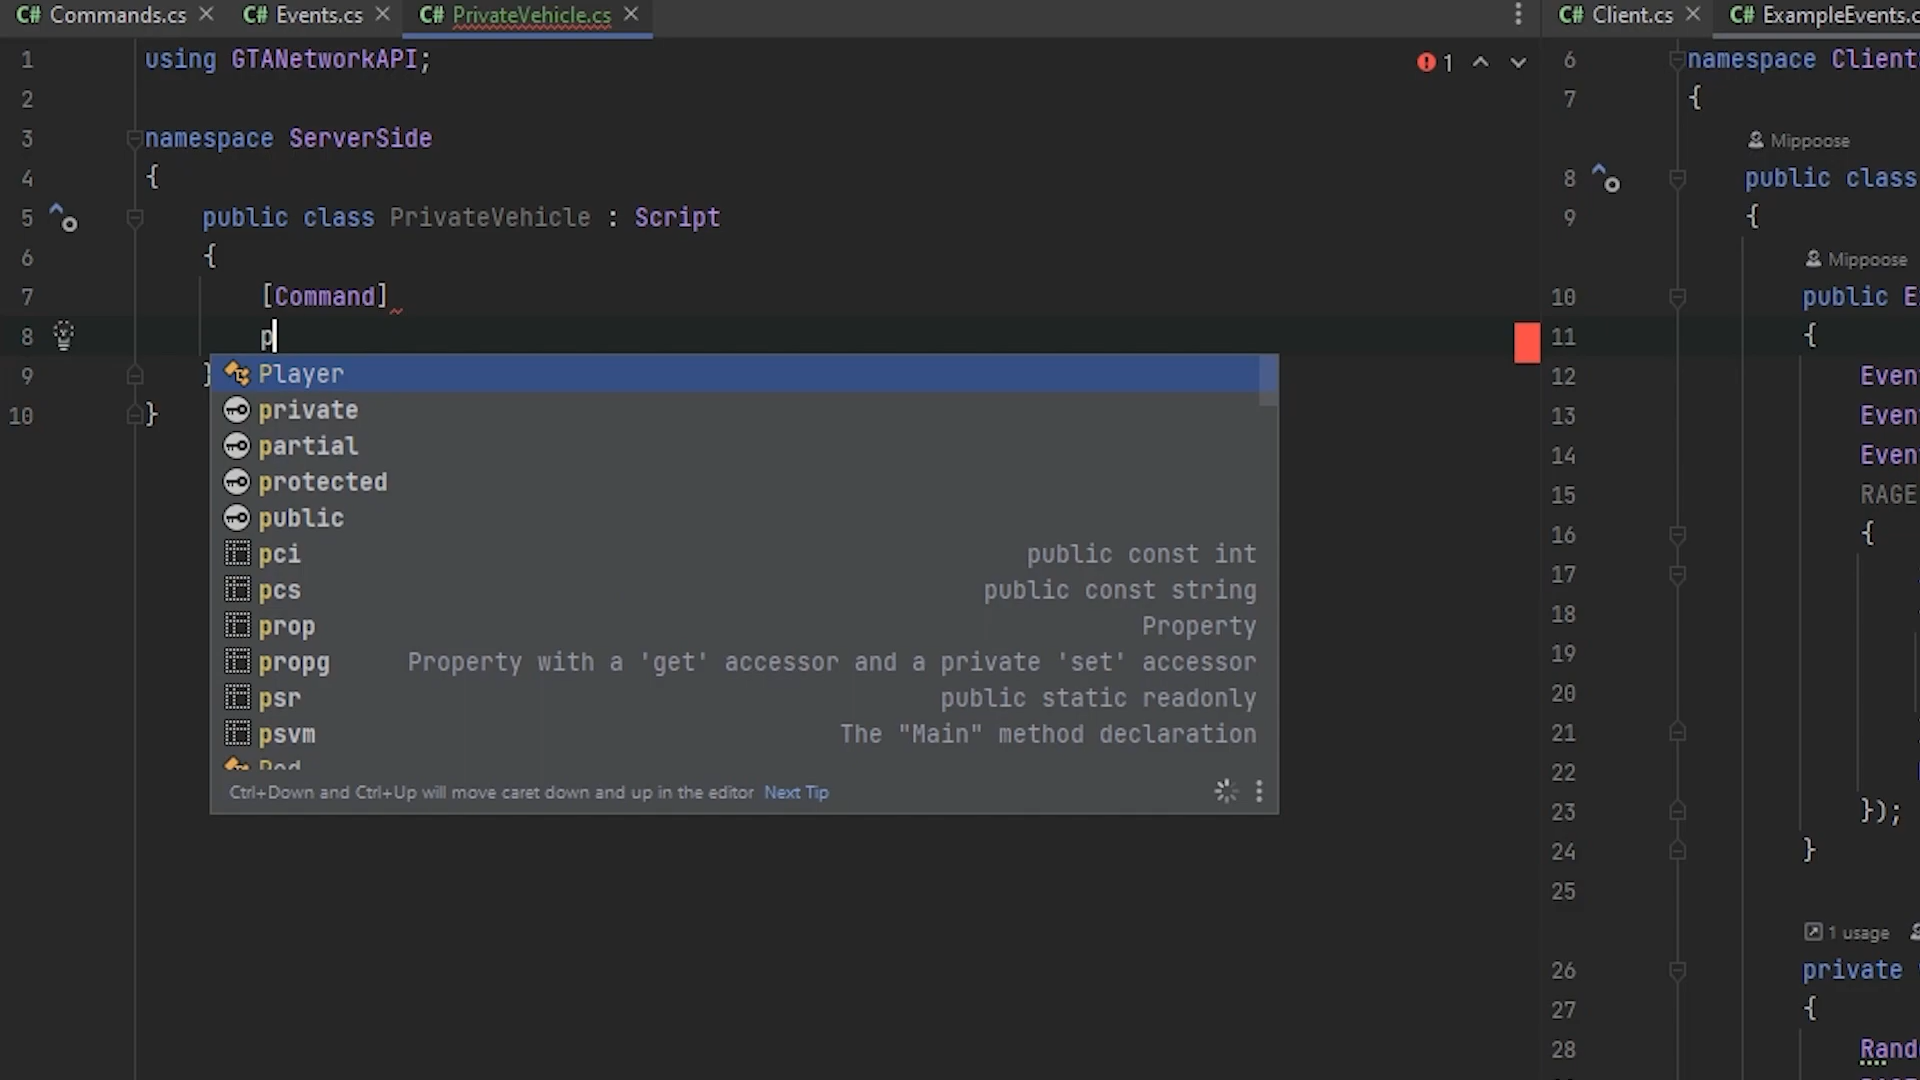 C# Commands.cs
C# Events.cs
C# PrivateVehicle.cs
1 using GTANetworkAPI;
2
3 namespace ServerSide
4 {
5 public class PrivateVehicle : Script
6 {
7 [Command]
8 p
9 }
10 }
1
Player
private
partial
protected
public
pci public const int
pcs public const string
prop Property
propg Property with a 'get' accessor and a private 'set' accessor
psr public static readonly
psvm The "Main" method declaration
Ped
Ctrl+Down and Ctrl+Up will move caret down and up in the editor Next Tip
C# Client.cs
C# ExampleEvents.c
6 namespace Client
7 {
Mippoose
8 public class
9 {
Mippoose
10 public E
11 {
12 Even
13 Even
14 Even
15 RAGE
16 {
17
18
19
20
21
22
23 });
24 }
25
1 usage
26 private
27 {
28 Rand